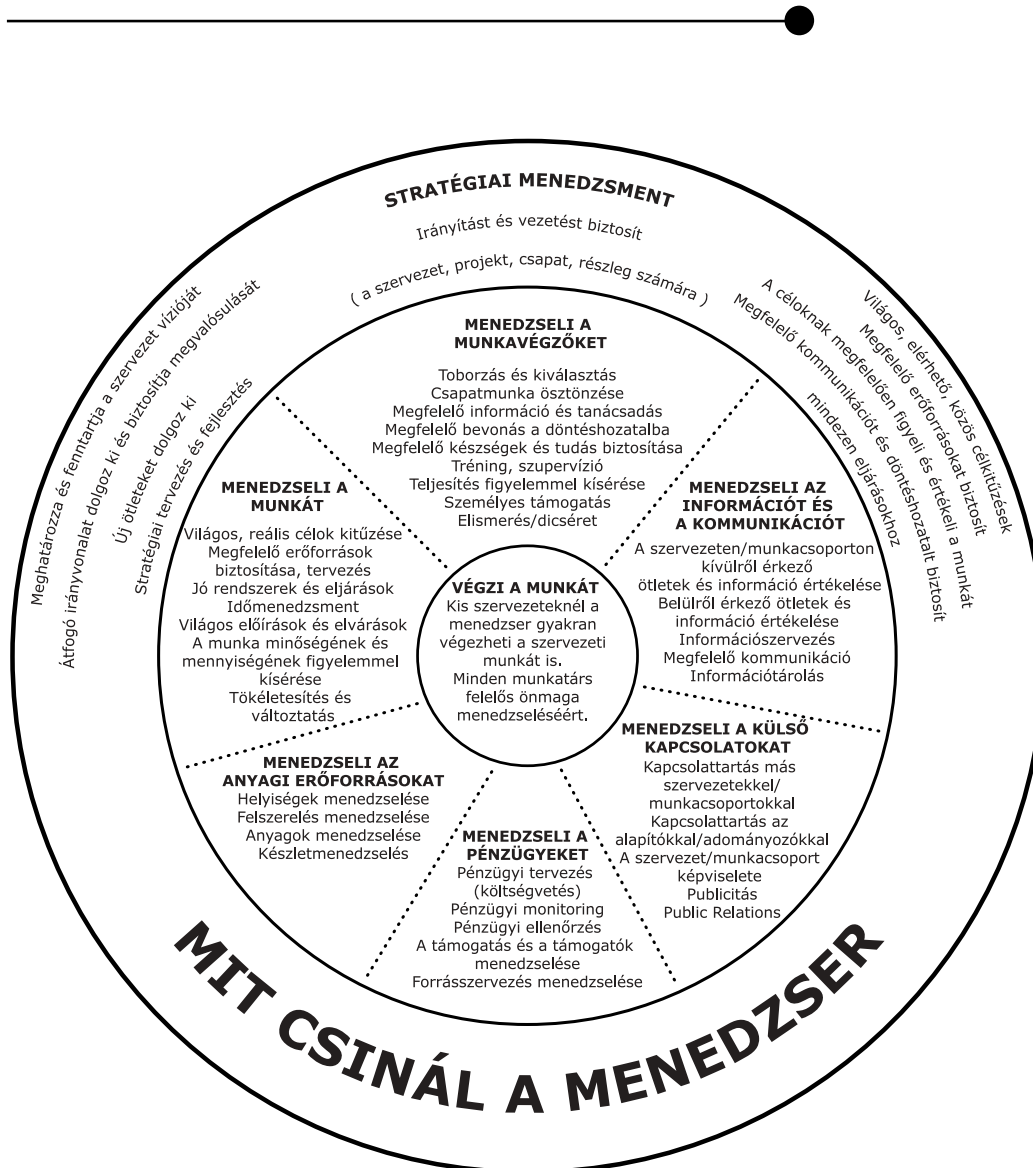 STRATÉGIAI MENEDZSMENT
Irányítást és vezetést biztosít
( a szervezet, projekt, csapat, részleg számára )
Meghatározza és fenntartja a szervezet vízióját
Átfogó irányvonalat dolgoz ki és biztosítja megvalósulását
Új ötleteket dolgoz ki
Stratégiai tervezés és fejlesztés
Világos, elérhető, közös célkitűzések
Megfelelő erőforrásokat biztosít
A céloknak megfelelően figyeli és értékeli a munkát
Megfelelő kommunikációt és döntéshozatalt biztosít
mindezen eljárásokhoz
MENEDZSELI A
MUNKAVÉGZŐKET
Toborzás és kiválasztás
Csapatmunka ösztönzése
Megfelelő információ és tanácsadás
Megfelelő bevonás a döntéshozatalba
Megfelelő készségek és tudás biztosítása
Tréning, szupervízió
Teljesítés figyelemmel kísérése
Személyes támogatás
Elismerés/dicséret
MENEDZSELI A
MUNKÁT
Világos, reális célok kitűzése
Megfelelő erőforrások
biztosítása, tervezés
Jó rendszerek és eljárások
Időmenedzsment
Világos előírások és elvárások
A munka minőségének és
mennyiségének figyelemmel
kísérése
Tökéletesítés és
változtatás
VÉGZI A MUNKÁT
Kis szervezeteknél a
menedzser gyakran
végezheti a szervezeti
munkát is.
Minden munkatárs
felelős önmaga
menedzseléséért.
MENEDZSELI AZ
INFORMÁCIÓT ÉS
A KOMMUNIKÁCIÓT
A szervezeten/munkacsoporton
kívülről érkező
ötletek és információ értékelése
Belülről érkező ötletek és
információ értékelése
Információszervezés
Megfelelő kommunikáció
Információtárolás
MENEDZSELI AZ
ANYAGI ERŐFORRÁSOKAT
Helyiségek menedzselése
Felszerelés menedzselése
Anyagok menedzselése
Készletmenedzselés
MENEDZSELI A
PÉNZÜGYEKET
Pénzügyi tervezés
(költségvetés)
Pénzügyi monitoring
Pénzügyi ellenőrzés
A támogatás és a támogatók
menedzselése
Forrásszervezés menedzselése
MENEDZSELI A KÜLSŐ
KAPCSOLATOKAT
Kapcsolattartás más
szervezetekkel/
munkacsoportokkal
Kapcsolattartás az
alapítókkal/adományozókkal
A szervezet/munkacsoport
képviselete
Publicitás
Public Relations
MIT CSINÁL A MENEDZSER